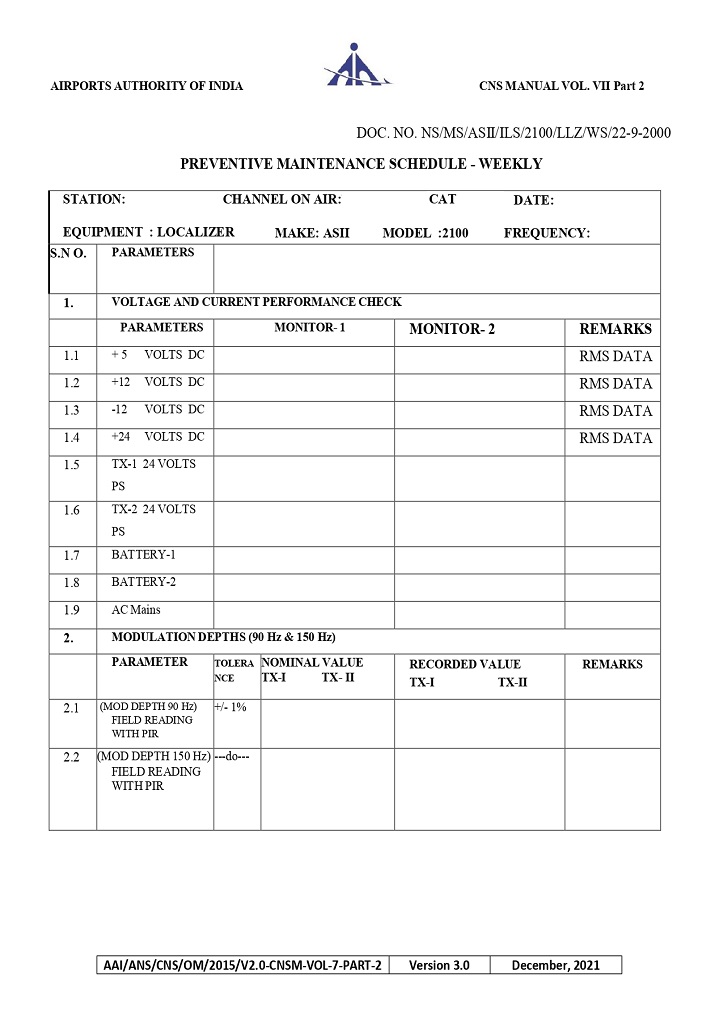 AIRPORTS AUTHORITY OF INDIA CNS MANUAL VOL. VII Part 2
DOC. NO. NS/MS/ASII/ILS/2100/LLZ/WS/22-9-2000
PREVENTIVE MAINTENANCE SCHEDULE - WEEKLY
STATION: CHANNEL ON AIR: CAT DATE:
EQUIPMENT : LOCALIZER MAKE: ASII MODEL :2100 FREQUENCY:
S.N O. PARAMETERS
1. VOLTAGE AND CURRENT PERFORMANCE CHECK
PARAMETERS MONITOR- 1 MONITOR- 2 REMARKS
1.1 + 5 VOLTS DC RMS DATA
1.2 +12 VOLTS DC RMS DATA
1.3 -12 VOLTS DC RMS DATA
1.4 +24 VOLTS DC RMS DATA
1.5 TX-1 24 VOLTS
PS
1.6 TX-2 24 VOLTS
PS
1.7 BATTERY-1
1.8 BATTERY-2
1.9 AC Mains
2. MODULATION DEPTHS (90 Hz & 150 Hz)
PARAMETER TOLERA NOMINAL VALUE RECORDED VALUE REMARKS
NCE TX-I TX- II TX-I TX-II
2.1 (MOD DEPTH 90 Hz) +/- 1%
FIELD READING
WITH PIR
2.2 (MOD DEPTH 150 Hz) ---do---
FIELD READING
WITH PIR
AAI/ANS/CNS/OM/2015/V2.0-CNSM-VOL-7-PART-2 Version 3.0 December, 2021